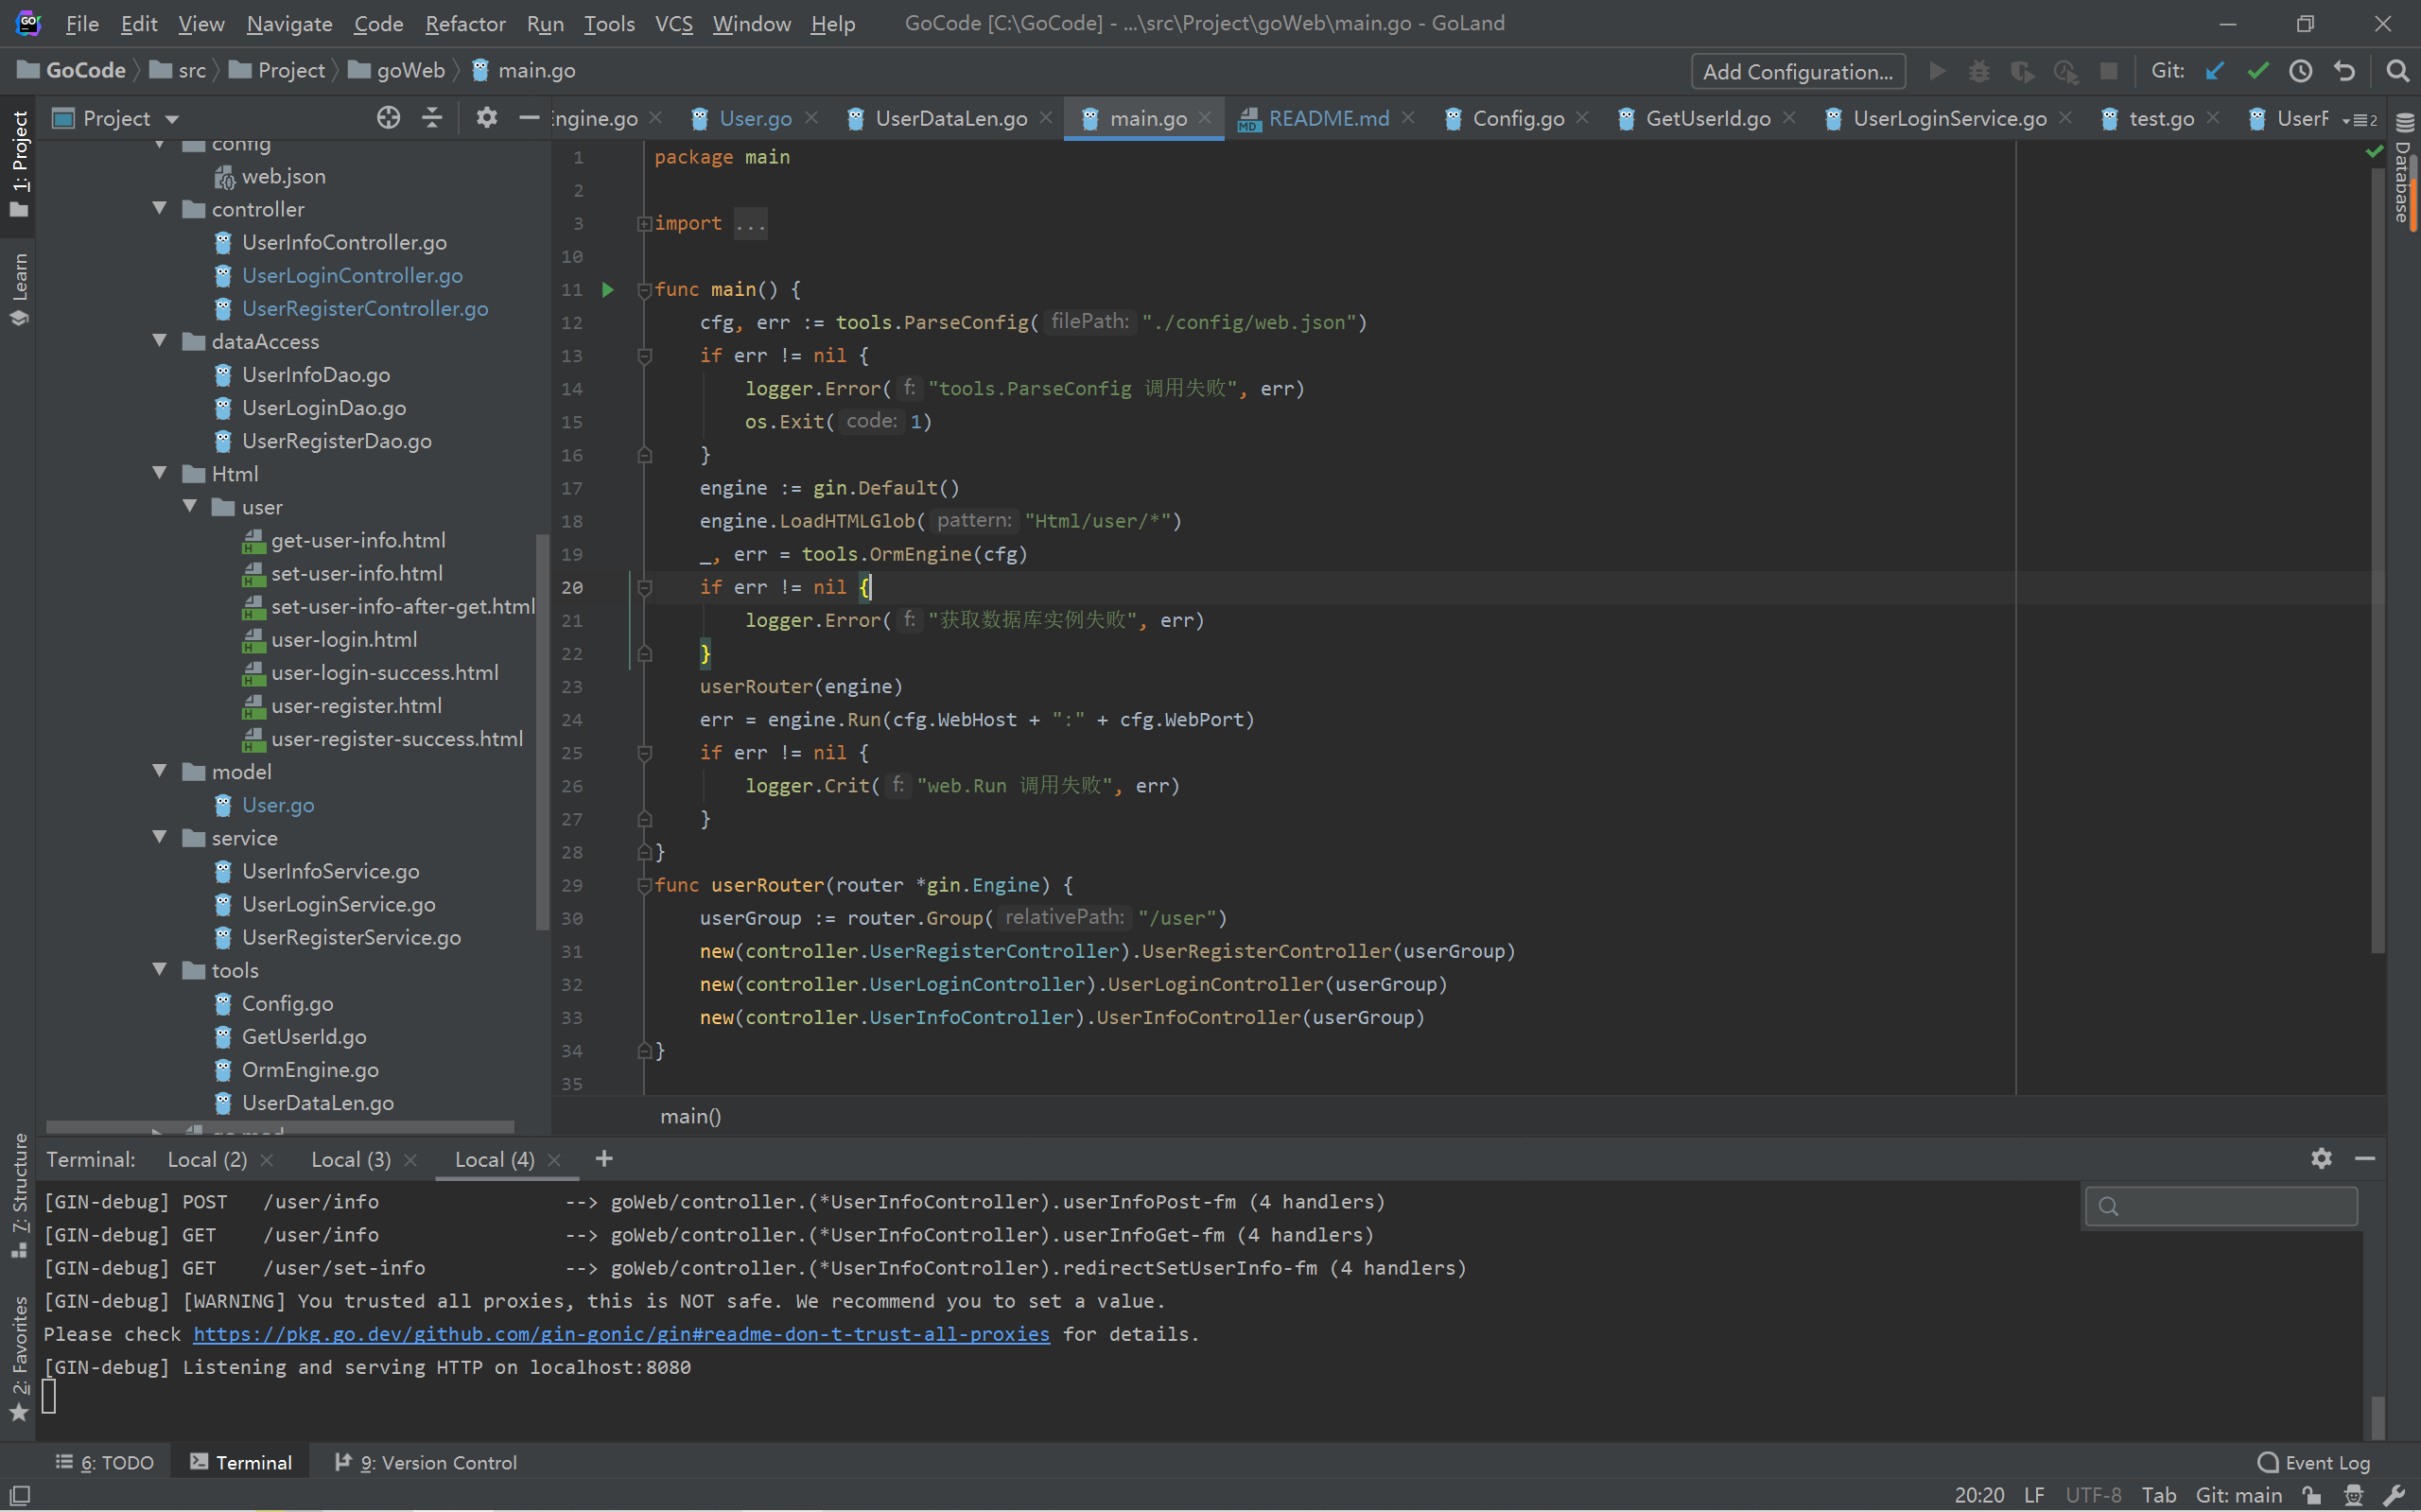 File Edit View Navigate Code Refactor Run Tools VCS Window Help GoCode [C:\GoCode] - ...\src\Project\goWeb\main.go - GoLand
GoCode src Project goWeb main.go Add Configuration... Git:
Project
Engine.go User.go UserDataLen.go main.go README.md Config.go GetUserId.go UserLoginService.go test.go UserF 2
1: Project
Learn
7: Structure
2: Favorites
Database
config
web.json
controller
UserInfoController.go
UserLoginController.go
UserRegisterController.go
dataAccess
UserInfoDao.go
UserLoginDao.go
UserRegisterDao.go
Html
user
get-user-info.html
set-user-info.html
set-user-info-after-get.html
user-login.html
user-login-success.html
user-register.html
user-register-success.html
model
User.go
service
UserInfoService.go
UserLoginService.go
UserRegisterService.go
tools
Config.go
GetUserId.go
OrmEngine.go
UserDataLen.go
go.mod
1 package main
2
3 import ...
10
11 func main() {
12 cfg, err := tools.ParseConfig( filePath: "./config/web.json")
13 if err != nil {
14 logger.Error( f: "tools.ParseConfig 调用失败", err)
15 os.Exit( code: 1)
16 }
17 engine := gin.Default()
18 engine.LoadHTMLGlob( pattern: "Html/user/*")
19 _, err = tools.OrmEngine(cfg)
20 if err != nil {
21 logger.Error( f: "获取数据库实例失败", err)
22 }
23 userRouter(engine)
24 err = engine.Run(cfg.WebHost + ":" + cfg.WebPort)
25 if err != nil {
26 logger.Crit( f: "web.Run 调用失败", err)
27 }
28 }
29 func userRouter(router *gin.Engine) {
30 userGroup := router.Group( relativePath: "/user")
31 new(controller.UserRegisterController).UserRegisterController(userGroup)
32 new(controller.UserLoginController).UserLoginController(userGroup)
33 new(controller.UserInfoController).UserInfoController(userGroup)
34 }
35
main()
Terminal: Local (2) Local (3) Local (4) +
[GIN-debug] POST /user/info --> goWeb/controller.(*UserInfoController).userInfoPost-fm (4 handlers)
[GIN-debug] GET /user/info --> goWeb/controller.(*UserInfoController).userInfoGet-fm (4 handlers)
[GIN-debug] GET /user/set-info --> goWeb/controller.(*UserInfoController).redirectSetUserInfo-fm (4 handlers)
[GIN-debug] [WARNING] You trusted all proxies, this is NOT safe. We recommend you to set a value.
Please check https://pkg.go.dev/github.com/gin-gonic/gin#readme-don-t-trust-all-proxies for details.
[GIN-debug] Listening and serving HTTP on localhost:8080
6: TODO Terminal 9: Version Control Event Log
20:20 LF UTF-8 Tab Git: main